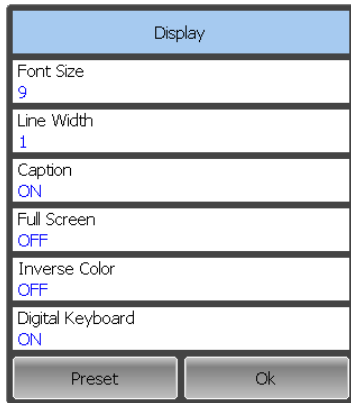 Display
Font Size
9
Line Width
1
Caption
ON
Full Screen
OFF
Inverse Color
OFF
Digital Keyboard
ON
Preset
Ok